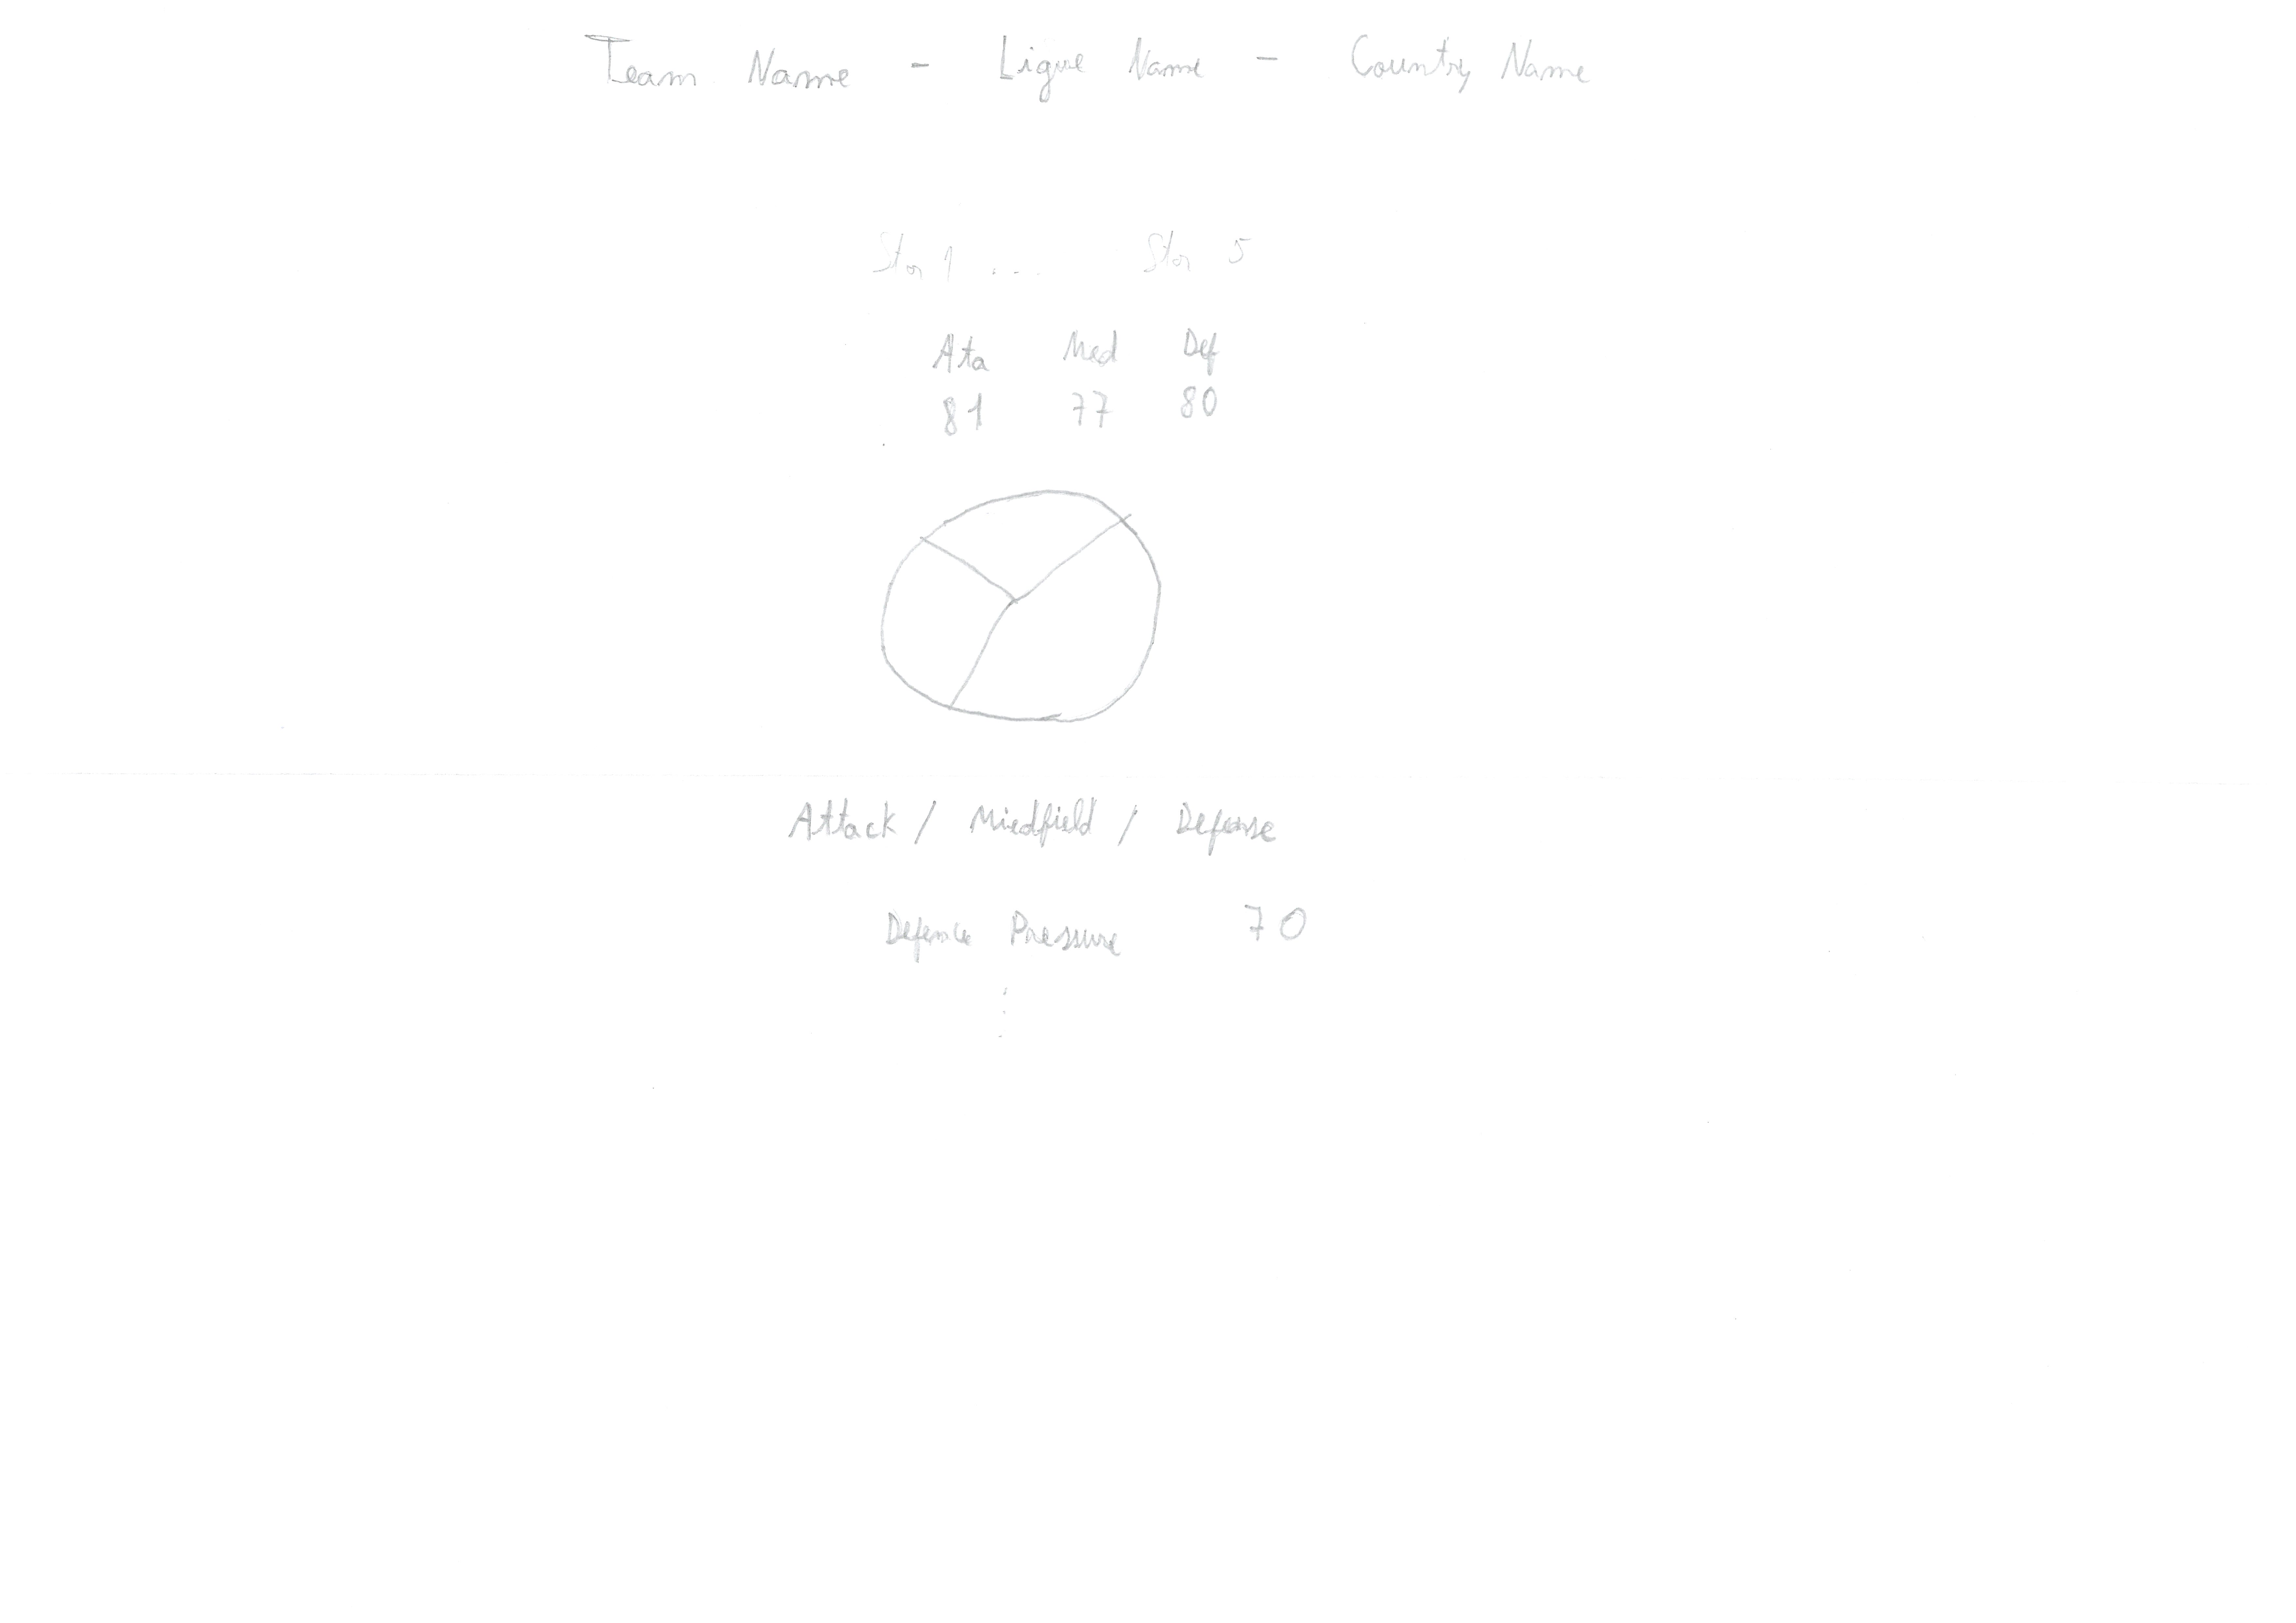 Team Name - Ligue Name - Country Name
Star 1 ... Star 5
Ata Med Def
81 77 80
Attack / Miedfield / Defense
Defence Pressure 70